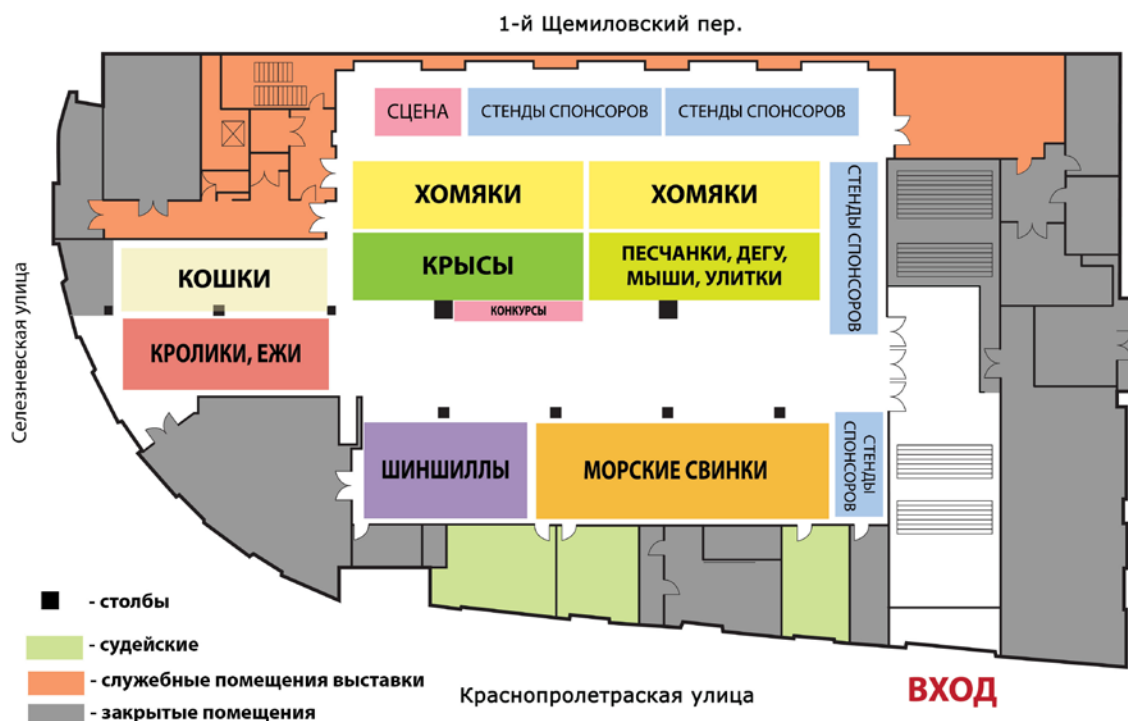 1-й Щемиловский пер.
СЦЕНА
СТЕНДЫ СПОНСОРОВ
СТЕНДЫ СПОНСОРОВ
ХОМЯКИ
ХОМЯКИ
СТЕНДЫ СПОНСОРОВ
КРЫСЫ
ПЕСЧАНКИ, ДЕГУ,
МЫШИ, УЛИТКИ
КОШКИ
КОНКУРСЫ
КРОЛИКИ, ЕЖИ
Селезневская улица
ШИНШИЛЛЫ
МОРСКИЕ СВИНКИ
СТЕНДЫ
СПОНСОРОВ
- столбы
- судейские
- служебные помещения выставки
- закрытые помещения
Краснопролетраская улица
ВХОД